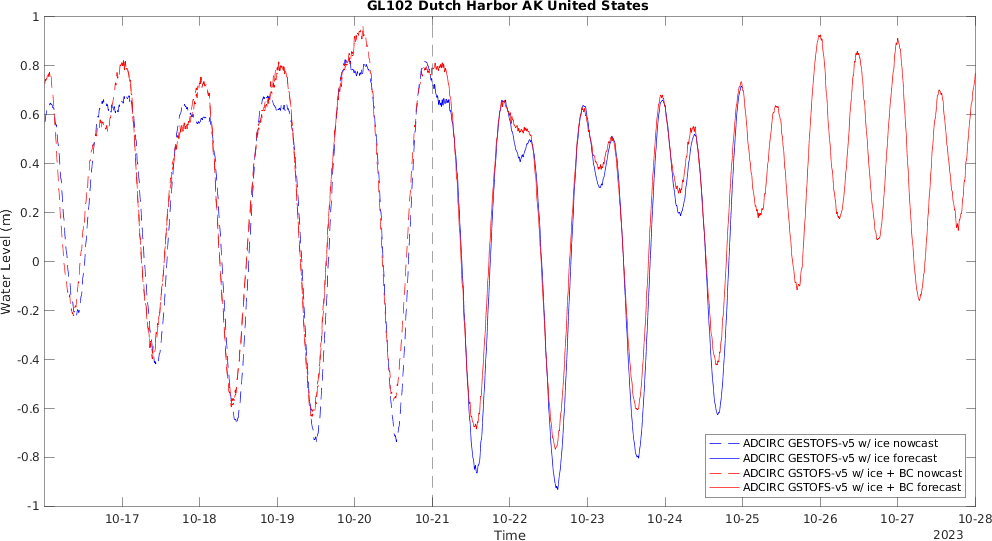 GL102 Dutch Harbor AK United States
1
0.8
0.6
0.4
0.2
0
-0.2
-0.4
-0.6
-0.8
-1
Water Level (m)
ADCIRC GESTOFS-v5 w/ ice nowcast
ADCIRC GESTOFS-v5 w/ ice forecast
ADCIRC GSTOFS-v5 w/ ice + BC nowcast
ADCIRC GSTOFS-v5 w/ ice + BC forecast
10-17 10-18 10-19 10-20 10-21 10-22 10-23 10-24 10-25 10-26 10-27 10-28
Time
2023